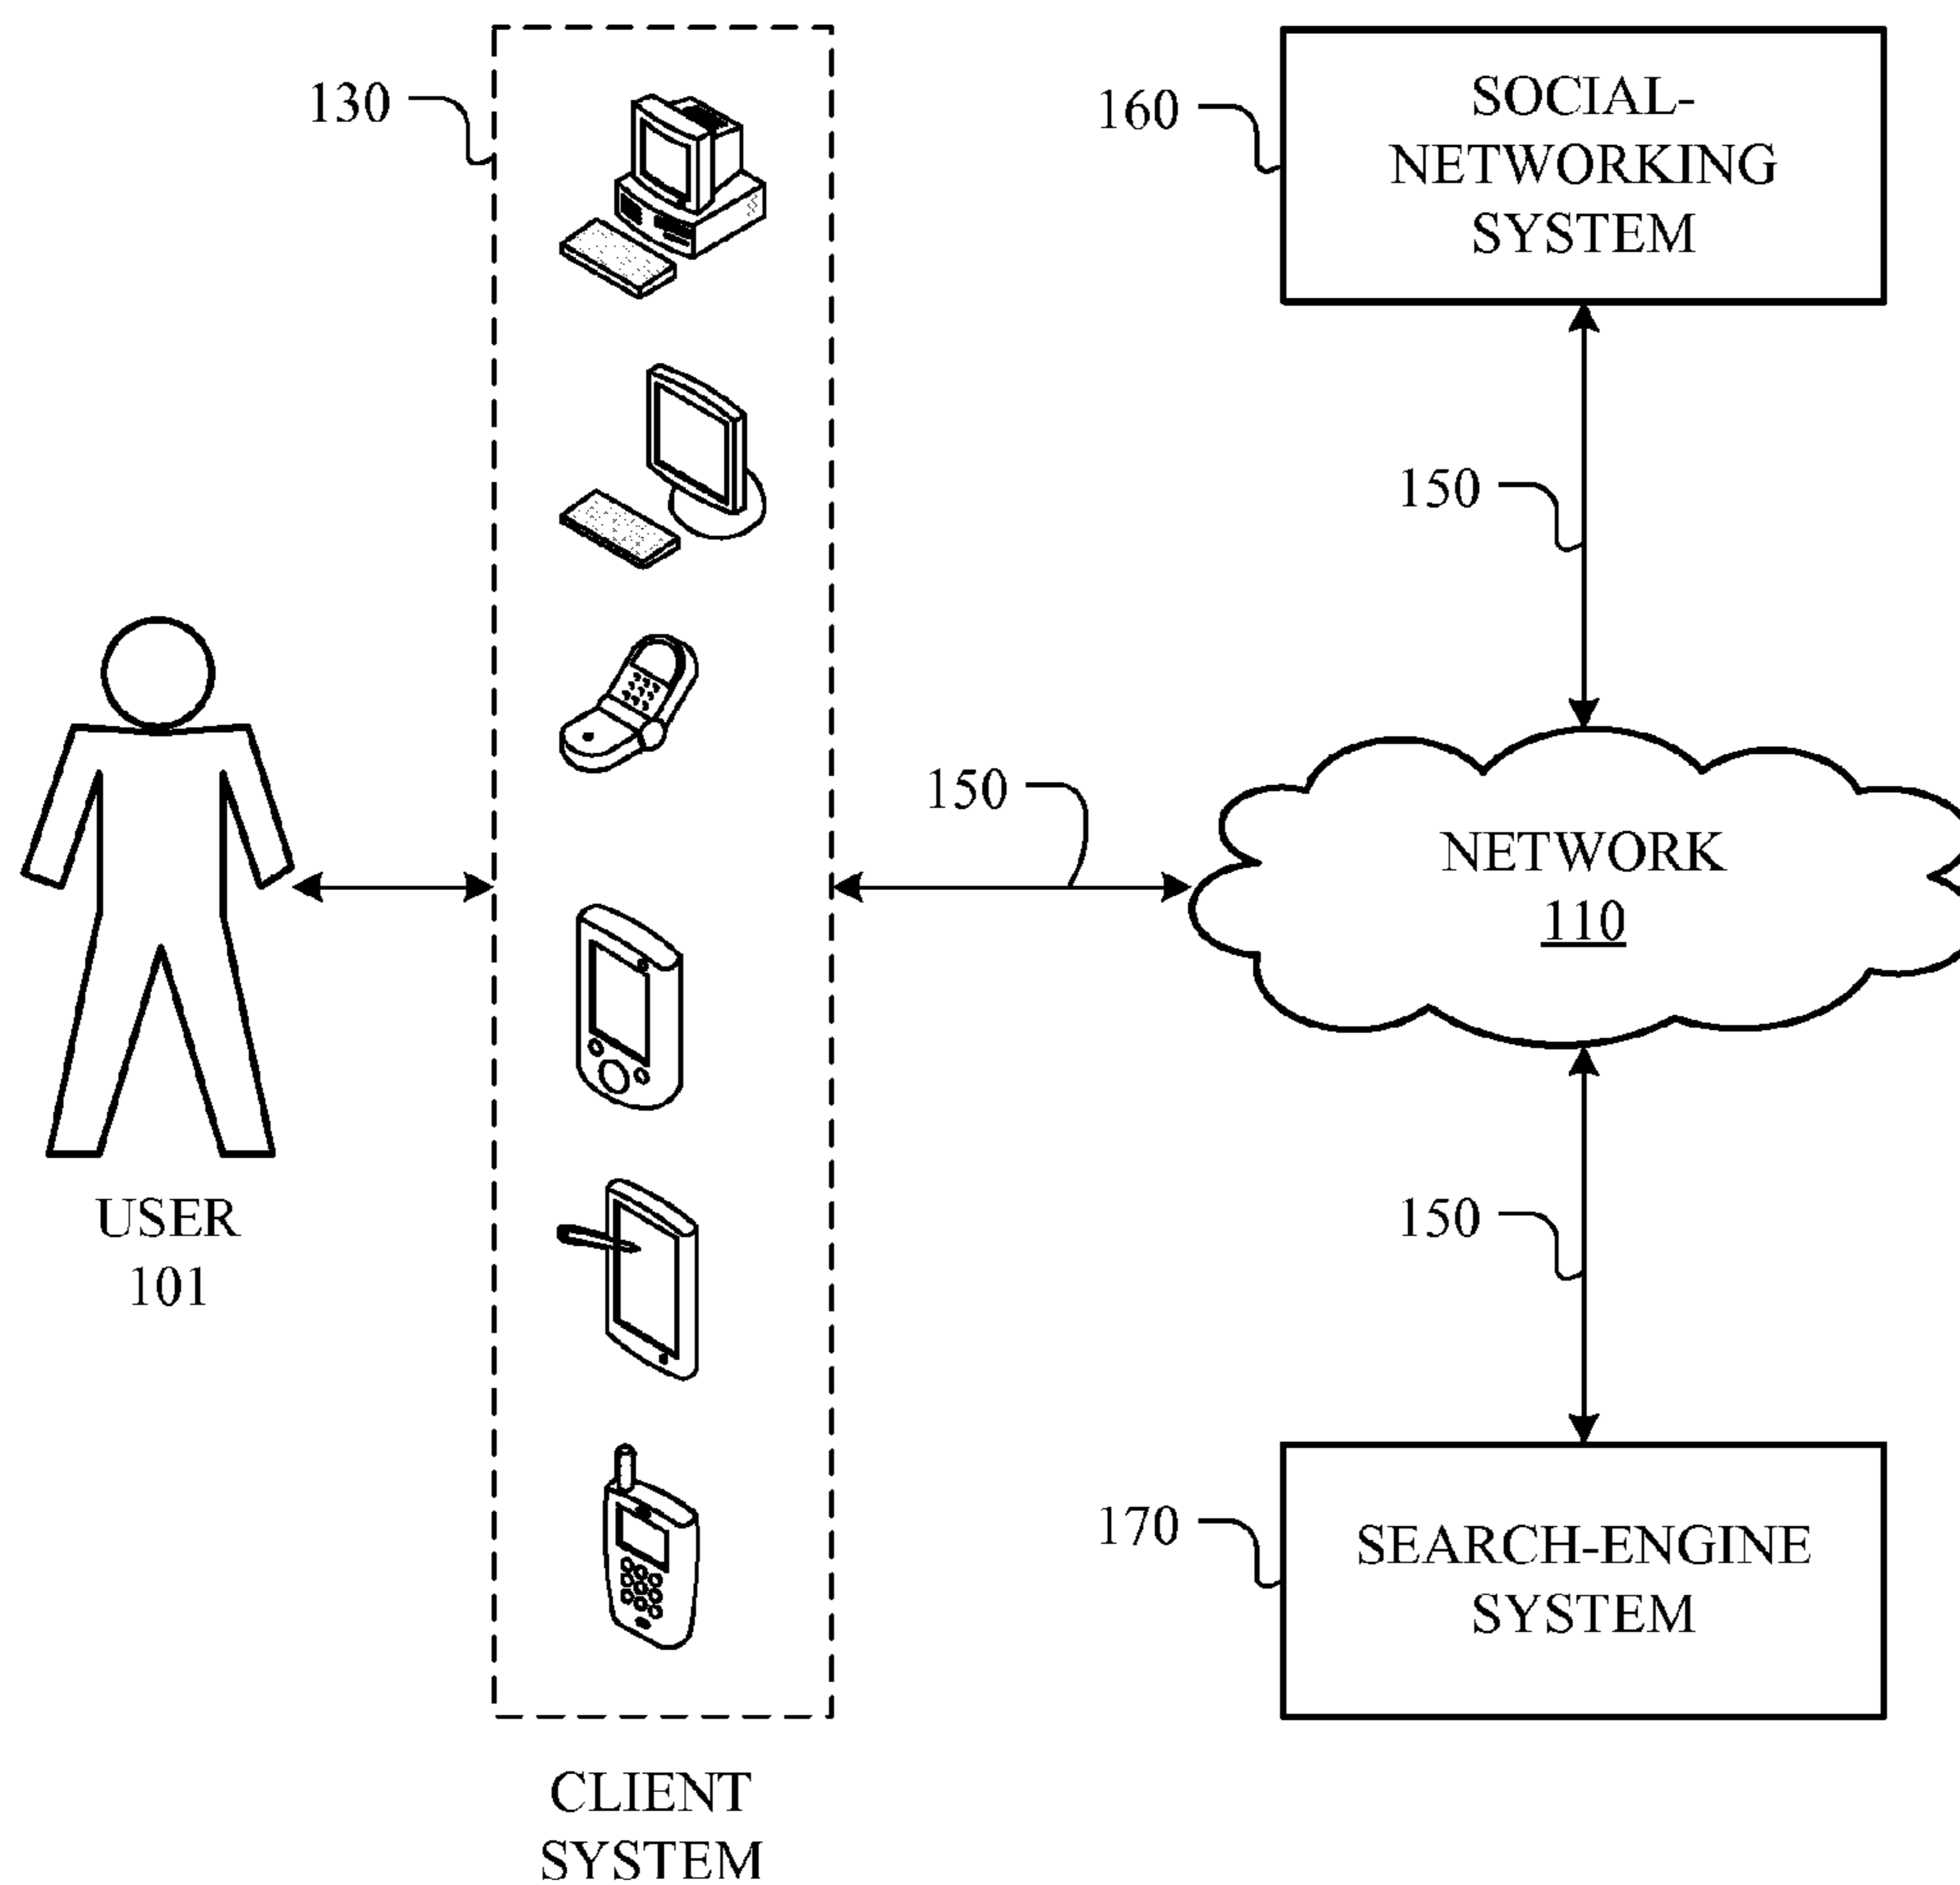 130
160
SOCIAL-
NETWORKING
SYSTEM
150
150
NETWORK
110
USER
101
150
170
SEARCH-ENGINE
SYSTEM
CLIENT
SYSTEM